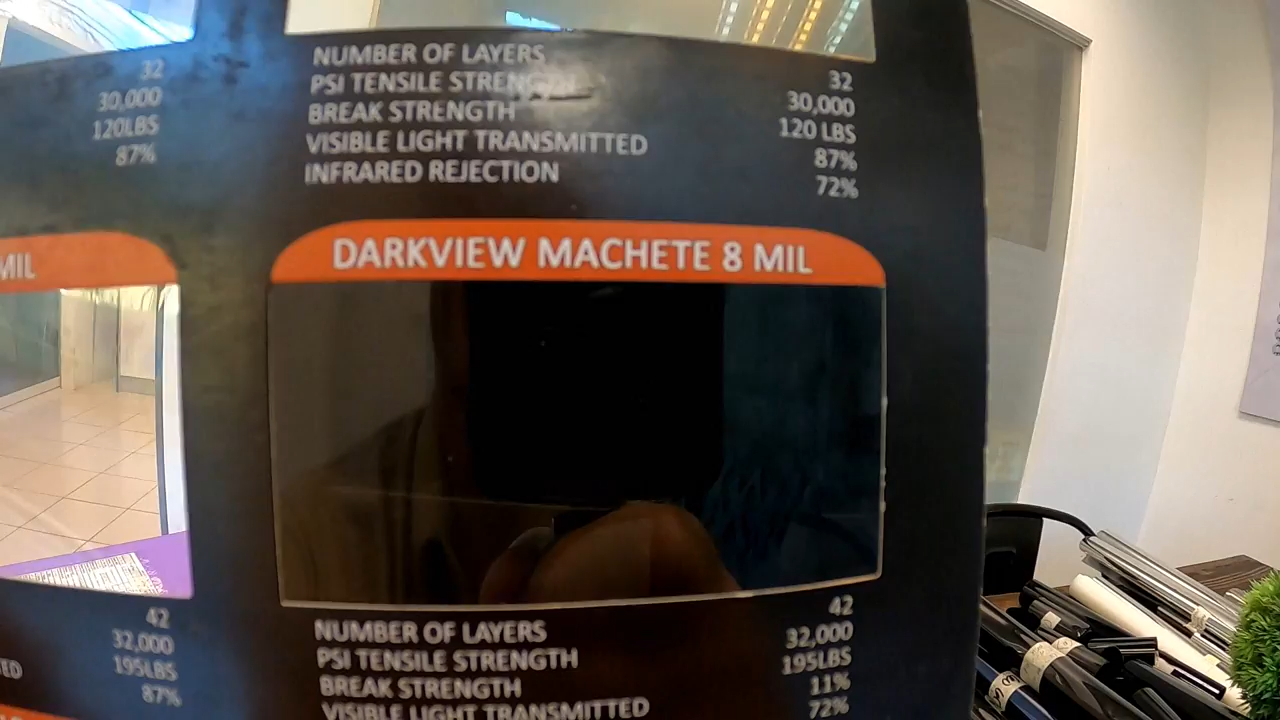 32
30,000
120LBS
87%
NUMBER OF LAYERS 32
PSI TENSILE STRENGTH 30,000
BREAK STRENGTH 120 LBS
VISIBLE LIGHT TRANSMITTED 87%
INFRARED REJECTION 72%
MIL
DARKVIEW MACHETE 8 MIL
42
32,000
195LBS
87%
NUMBER OF LAYERS 42
PSI TENSILE STRENGTH 32,000
BREAK STRENGTH 195LBS
VISIBLE LIGHT TRANSMITTED 11%
72%